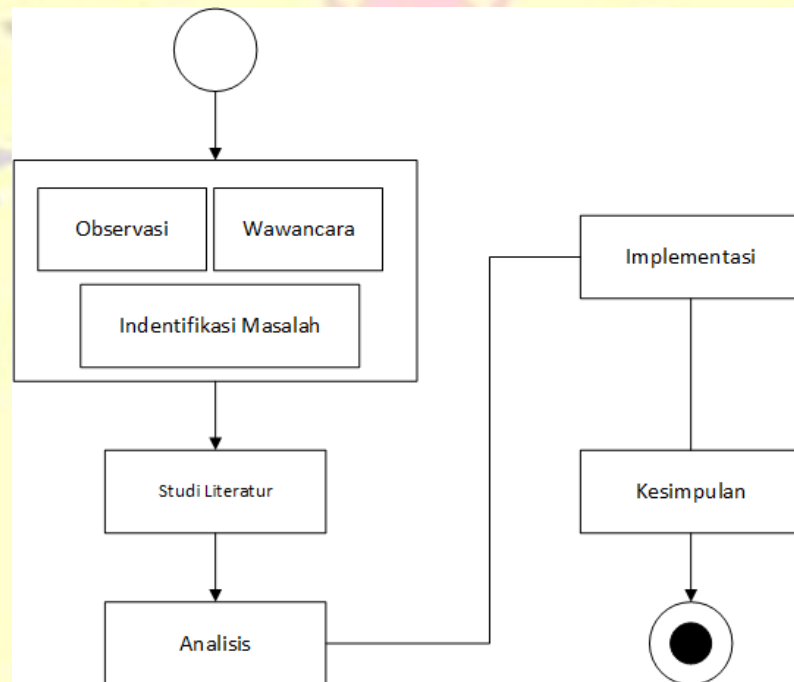 Observasi
Wawancara
Indentifikasi Masalah
Studi Literatur
Analisis
Implementasi
Kesimpulan